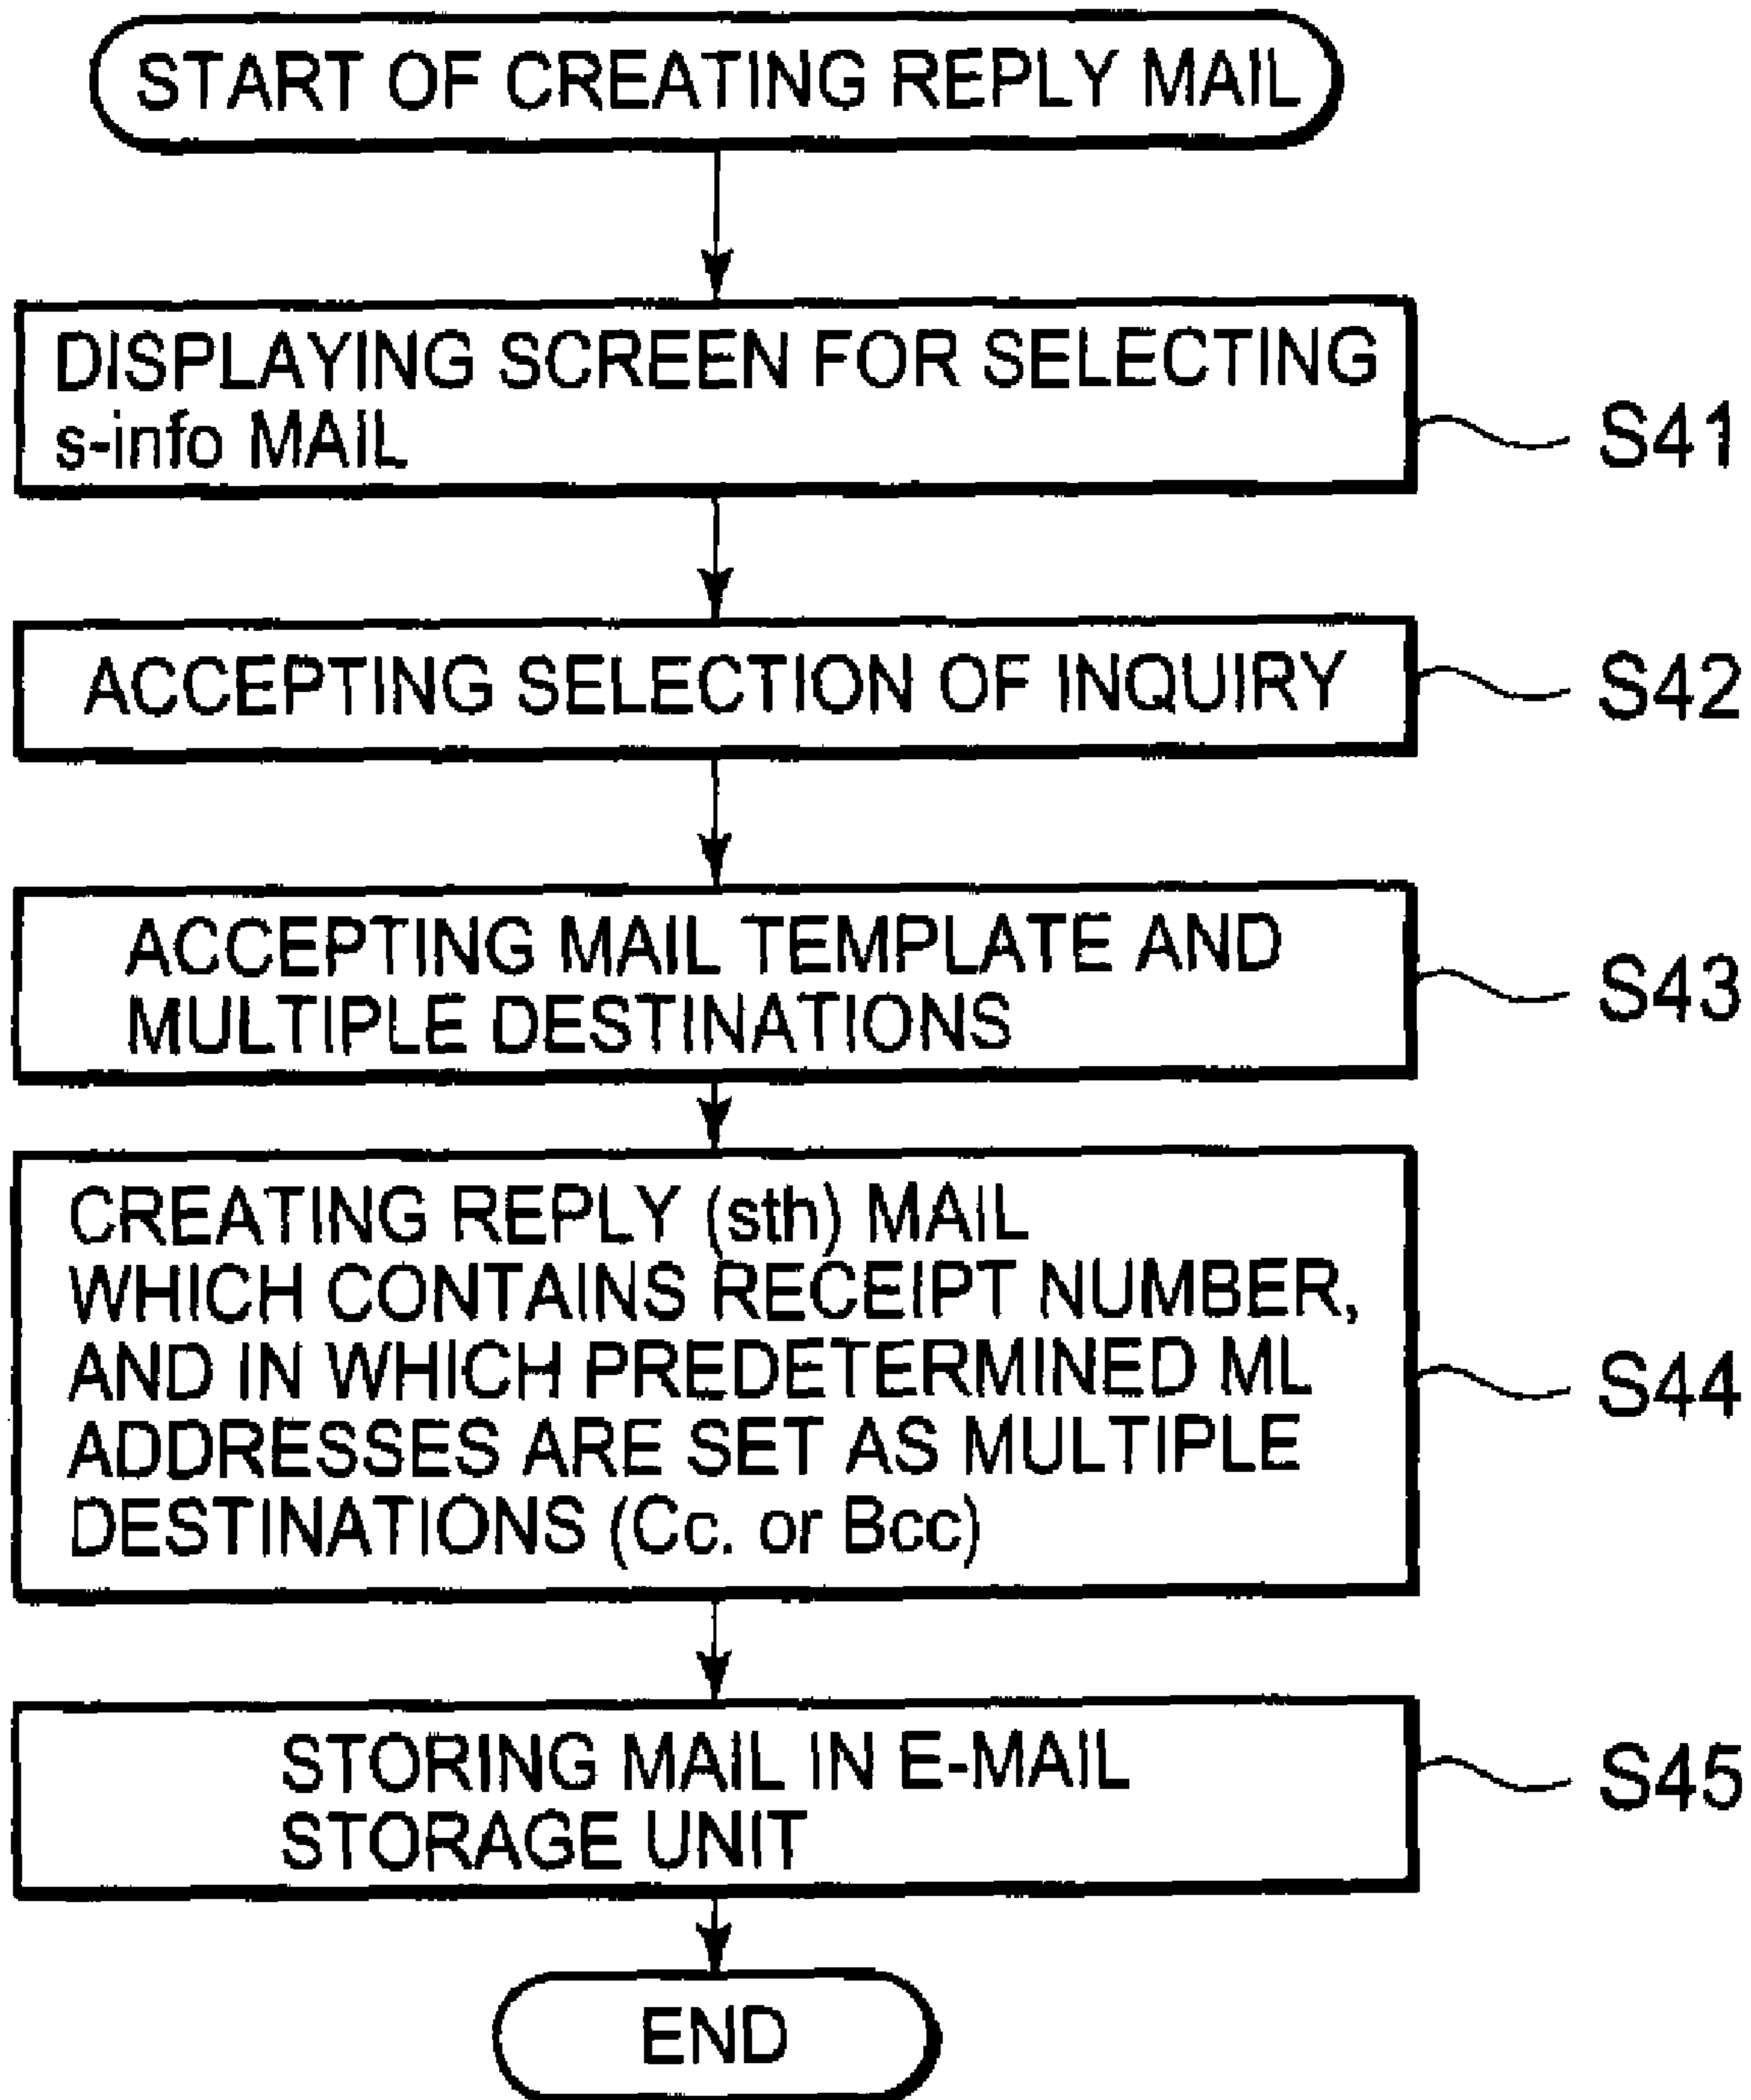 START OF CREATING REPLY MAIL
DISPLAYING SCREEN FOR SELECTING
s-info MAIL
S41
ACCEPTING SELECTION OF INQUIRY
S42
ACCEPTING MAIL TEMPLATE AND
MULTIPLE DESTINATIONS
S43
CREATING REPLY (sth) MAIL
WHICH CONTAINS RECEIPT NUMBER,
AND IN WHICH PREDETERMINED ML
ADDRESSES ARE SET AS MULTIPLE
DESTINATIONS (Cc. or Bcc)
S44
STORING MAIL IN E-MAIL
STORAGE UNIT
S45
END